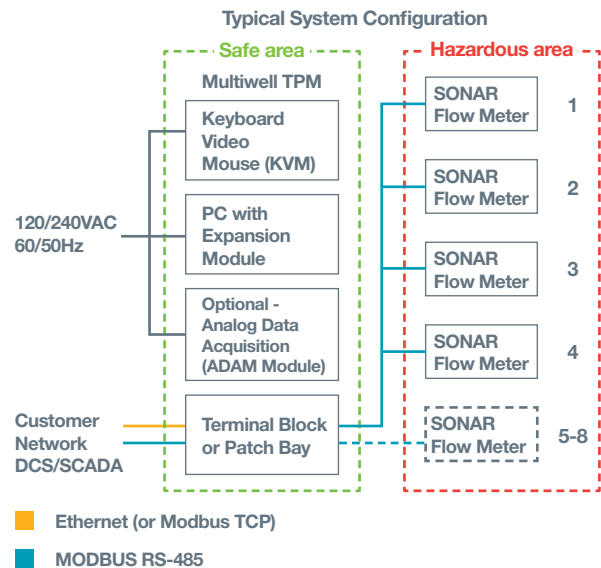 Typical System Configuration
Safe area
Hazardous area
Multiwell TPM
Keyboard
Video
Mouse (KVM)
PC with
Expansion
Module
Optional -
Analog Data
Acquisition
(ADAM Module)
Terminal Block
or Patch Bay
120/240VAC
60/50Hz
Customer
Network
DCS/SCADA
SONAR
Flow Meter
1
SONAR
Flow Meter
2
SONAR
Flow Meter
3
SONAR
Flow Meter
4
SONAR
Flow Meter
5-8
Ethernet (or Modbus TCP)
MODBUS RS-485